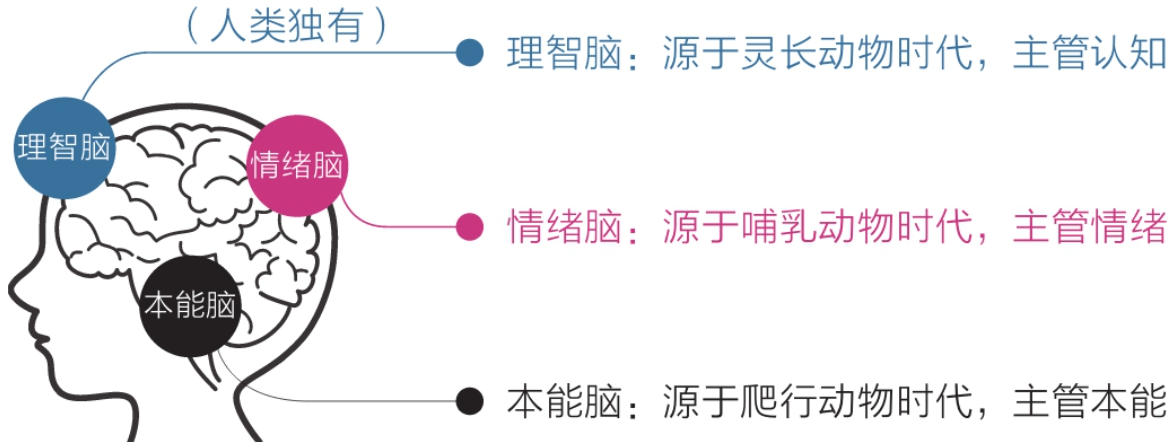 （人类独有）
理智脑：源于灵长动物时代，主管认知
理智脑
情绪脑
情绪脑：源于哺乳动物时代，主管情绪
本能脑
本能脑：源于爬行动物时代，主管本能